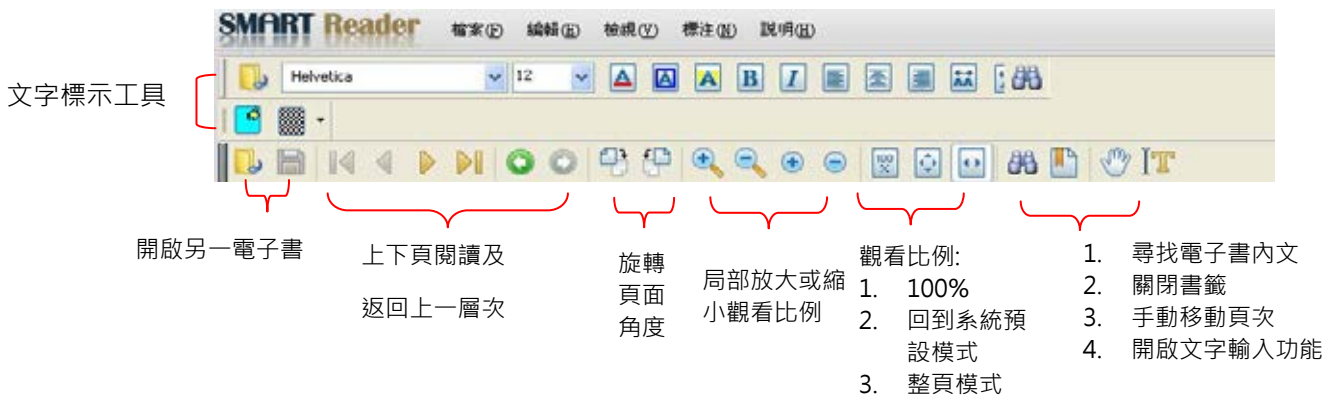 SMART Reader 檔案(F) 編輯(E) 檢視(V) 標注(N) 説明(H)
文字標示工具
Helvetica 12 A A A B I AA
100%
T
開啟另一電子書
上下頁閱讀及
返回上一層次
旋轉
頁面
角度
局部放大或縮
小觀看比例
觀看比例:
1. 100%
2. 回到系統預
設模式
3. 整頁模式
1. 尋找電子書內文
2. 關閉書籤
3. 手動移動頁次
4. 開啟文字輸入功能